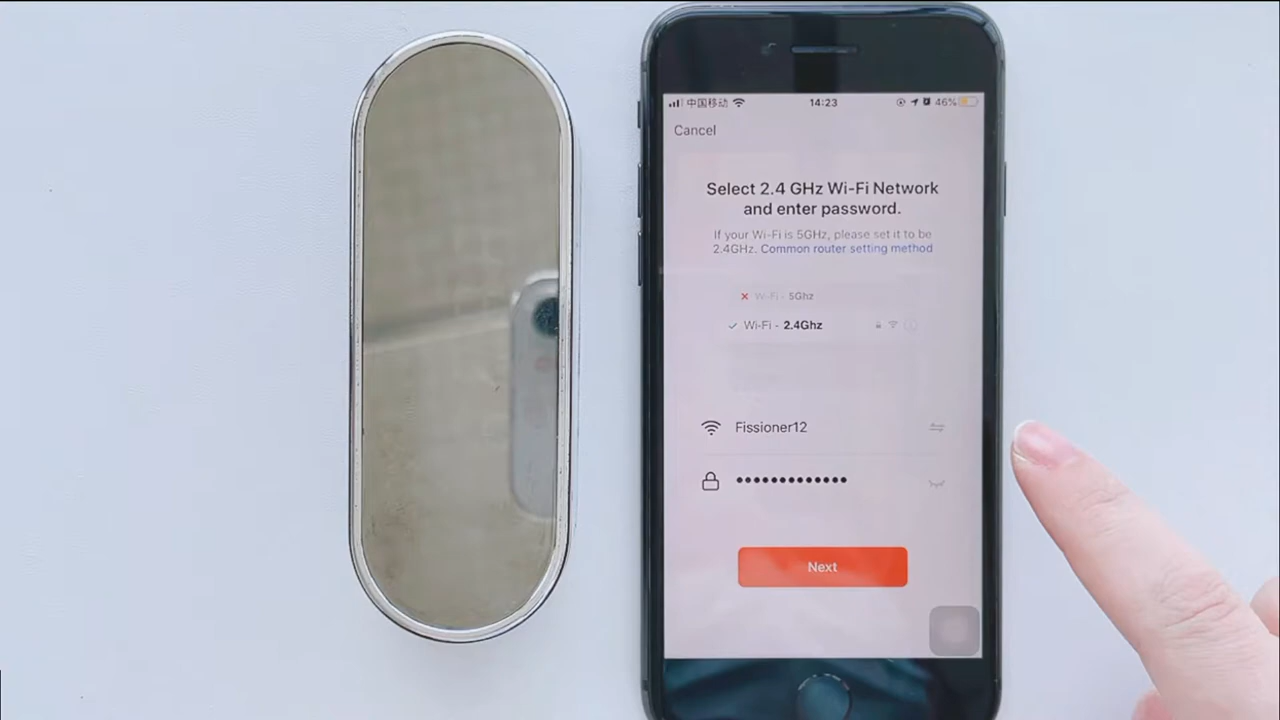 中国移动 14:23 46%
Cancel
Select 2.4 GHz Wi-Fi Network
and enter password.
If your Wi-Fi is 5GHz, please set it to be
2.4GHz. Common router setting method
Wi-Fi - 5Ghz
Wi-Fi - 2.4Ghz
Fissioner12
•••••••••••••
Next